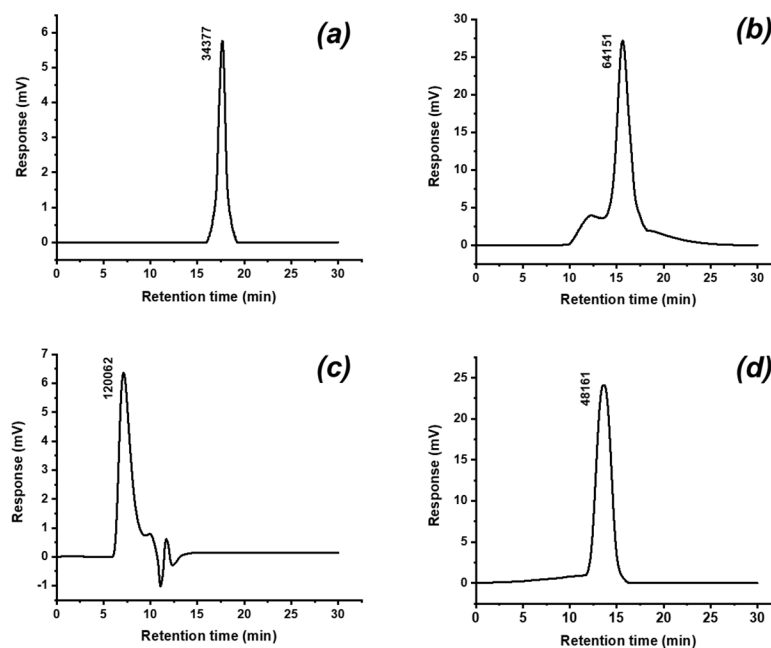 (a)
34377
6
5
4
3
2
1
0
Response (mV)
0 5 10 15 20 25 30
Retention time (min)
(b)
64151
30
25
20
15
10
5
0
Response (mV)
0 5 10 15 20 25 30
Retention time (min)
(c)
120062
7
6
5
4
3
2
1
0
-1
Response (mV)
0 5 10 15 20 25 30
Retention time (min)
(d)
48161
25
20
15
10
5
0
Response (mV)
0 5 10 15 20 25 30
Retention time (min)